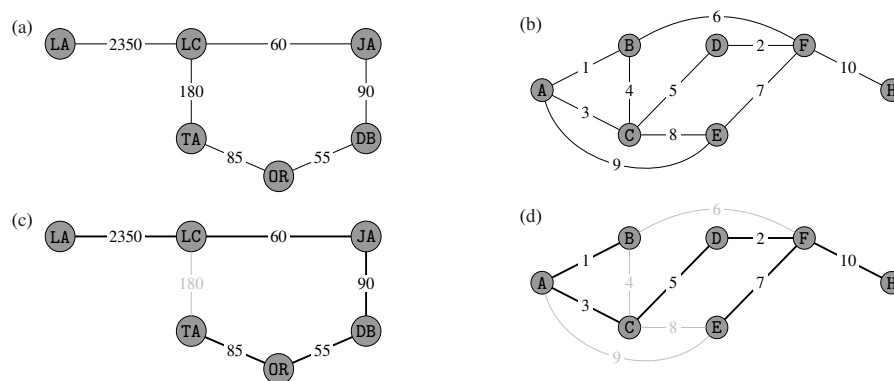 (a)
LA 2350 LC 60 JA
180 90
TA 85 OR 55 DB
(b)
6
B D 2 F
1 10
A 4 5 7 H
3
C 8 E
9
(c)
LA 2350 LC 60 JA
180 90
TA 85 OR 55 DB
(d)
6
B D 2 F
1 10
A 4 5 7 H
3
C 8 E
9